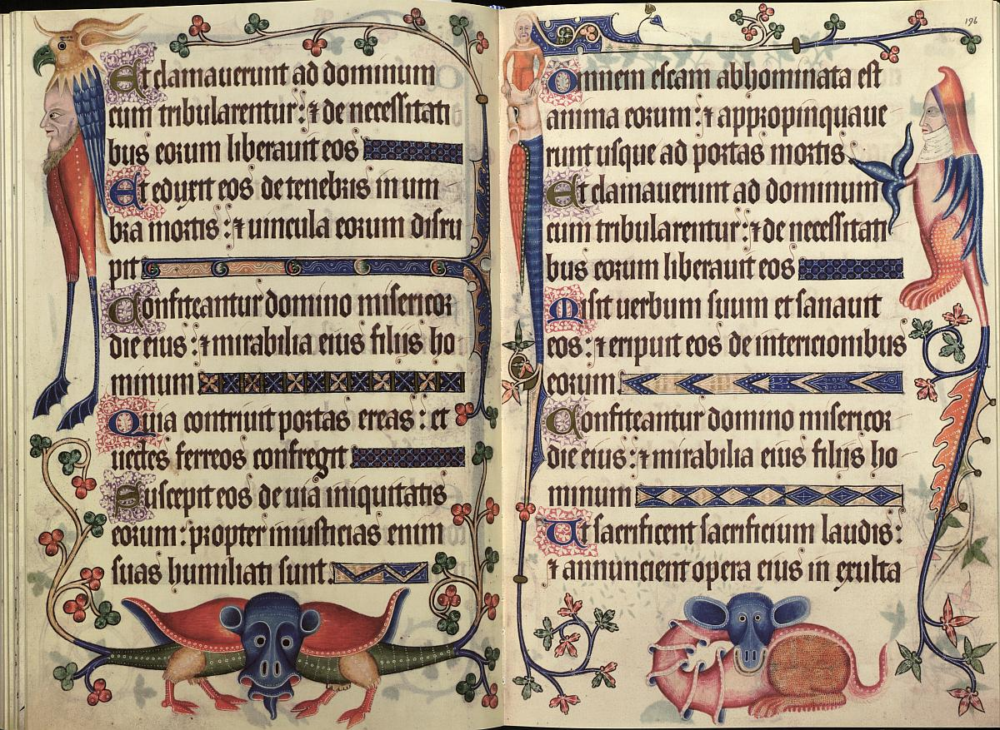 Et clamauerunt ad dominum
cum tribularentur: ⁊ de necessitati
bus eorum liberauit eos
Et eduxit eos de tenebris in um
bra mortis: ⁊ uincula eorum disru
pit
Confiteantur domino misericor
die eius: ⁊ mirabilia eius filiis ho
minum
Quia contriuit portas ereas: et
uectes ferreos confregit
Suscepit eos de uia iniquitatis
eorum: propter iniusticias enim
suas humiliati sunt.
196
Omnem escam abhominata est
anima eorum: ⁊ appropinquaue
runt usque ad portas mortis
Et clamauerunt ad dominum
cum tribularentur: ⁊ de necessitati
bus eorum liberauit eos
Misit uerbum suum et sanauit
eos: ⁊ eripuit eos de intericionibus
eorum.
Confiteantur domino misericor
die eius: ⁊ mirabilia eius filiis ho
minum
Ut sacrificent sacrificium laudis:
⁊ annuncient opera eius in exulta